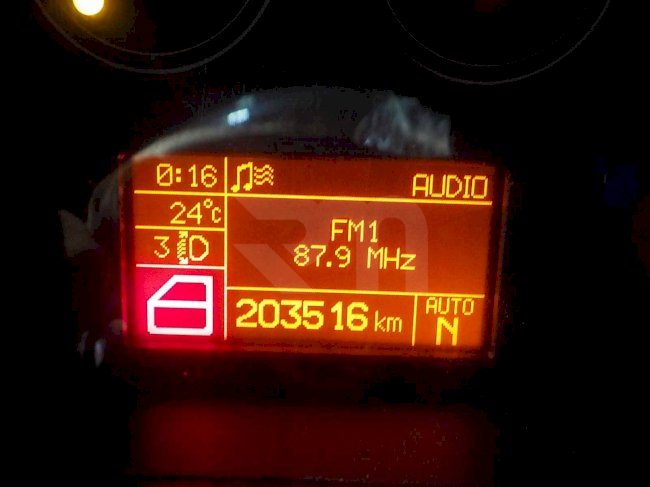 0:16
AUDIO
24°C
FM1
3
87.9 MHz
203516 km
AUTO
N